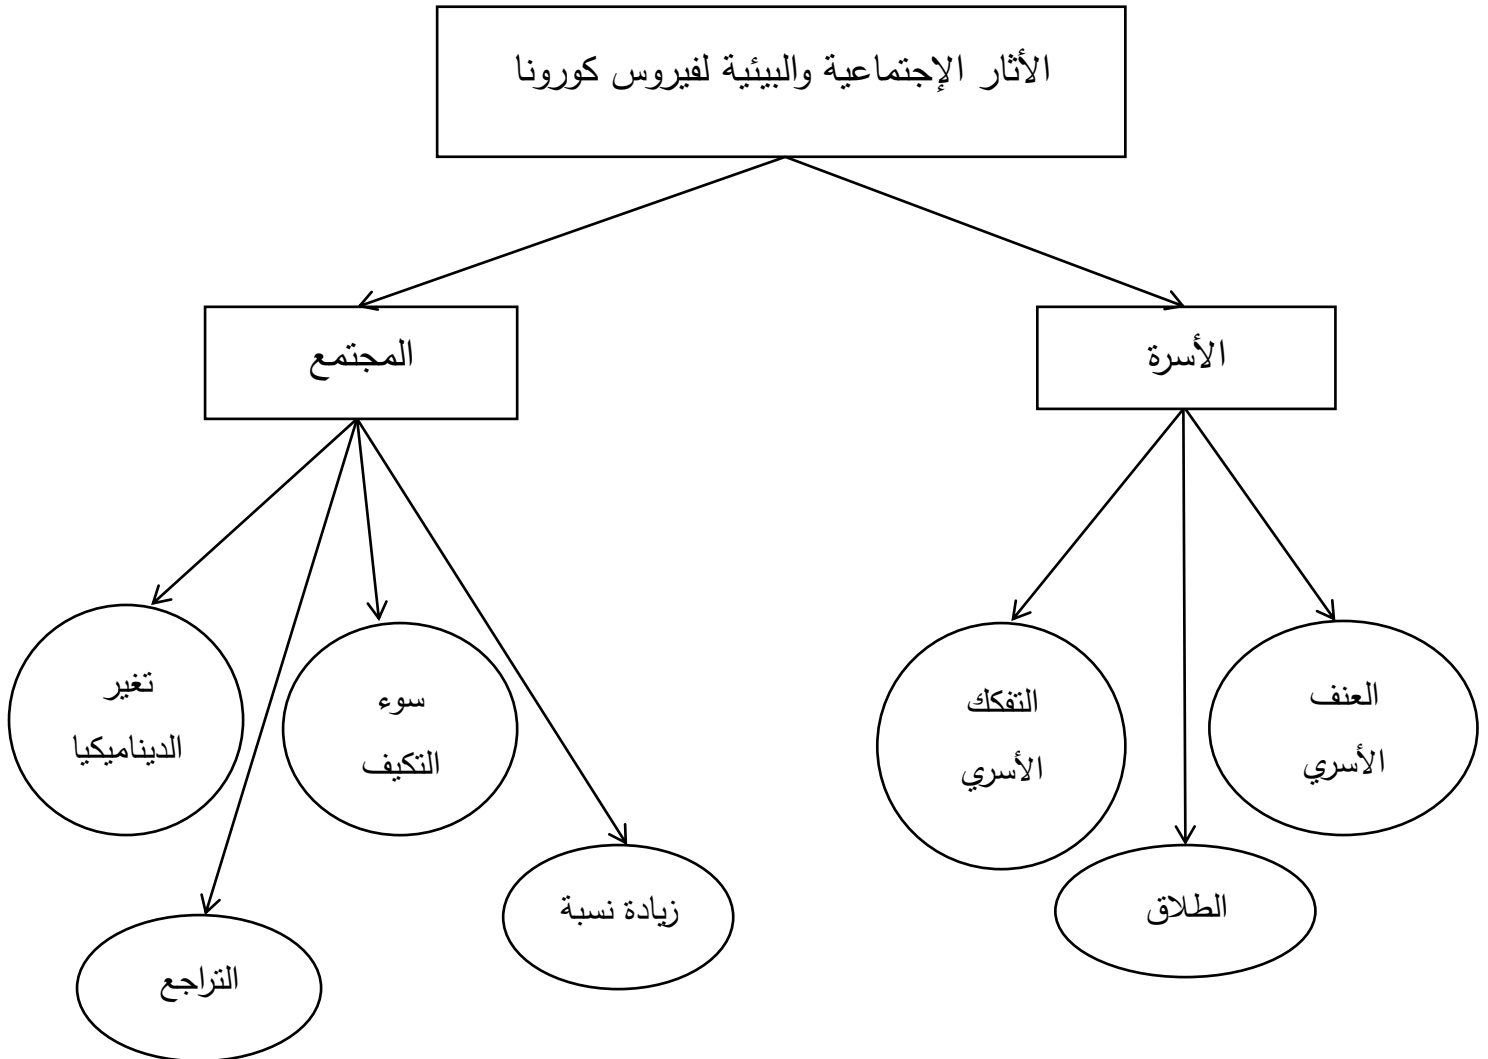 الأثار الإجتماعية والبيئية لفيروس كورونا
الأسرة
المجتمع
العنف
الأسري
التفكك
الأسري
الطلاق
سوء
التكيف
تغير
الديناميكيا
زيادة نسبة
التراجع